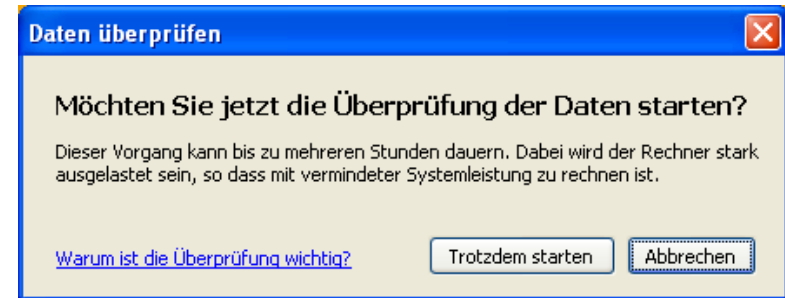 Daten überprüfen
Möchten Sie jetzt die Überprüfung der Daten starten?
Dieser Vorgang kann bis zu mehreren Stunden dauern. Dabei wird der Rechner stark
ausgelastet sein, so dass mit vermindeter Systemleistung zu rechnen ist.
Warum ist die Überprüfung wichtig?
Trotzdem starten
Abbrechen